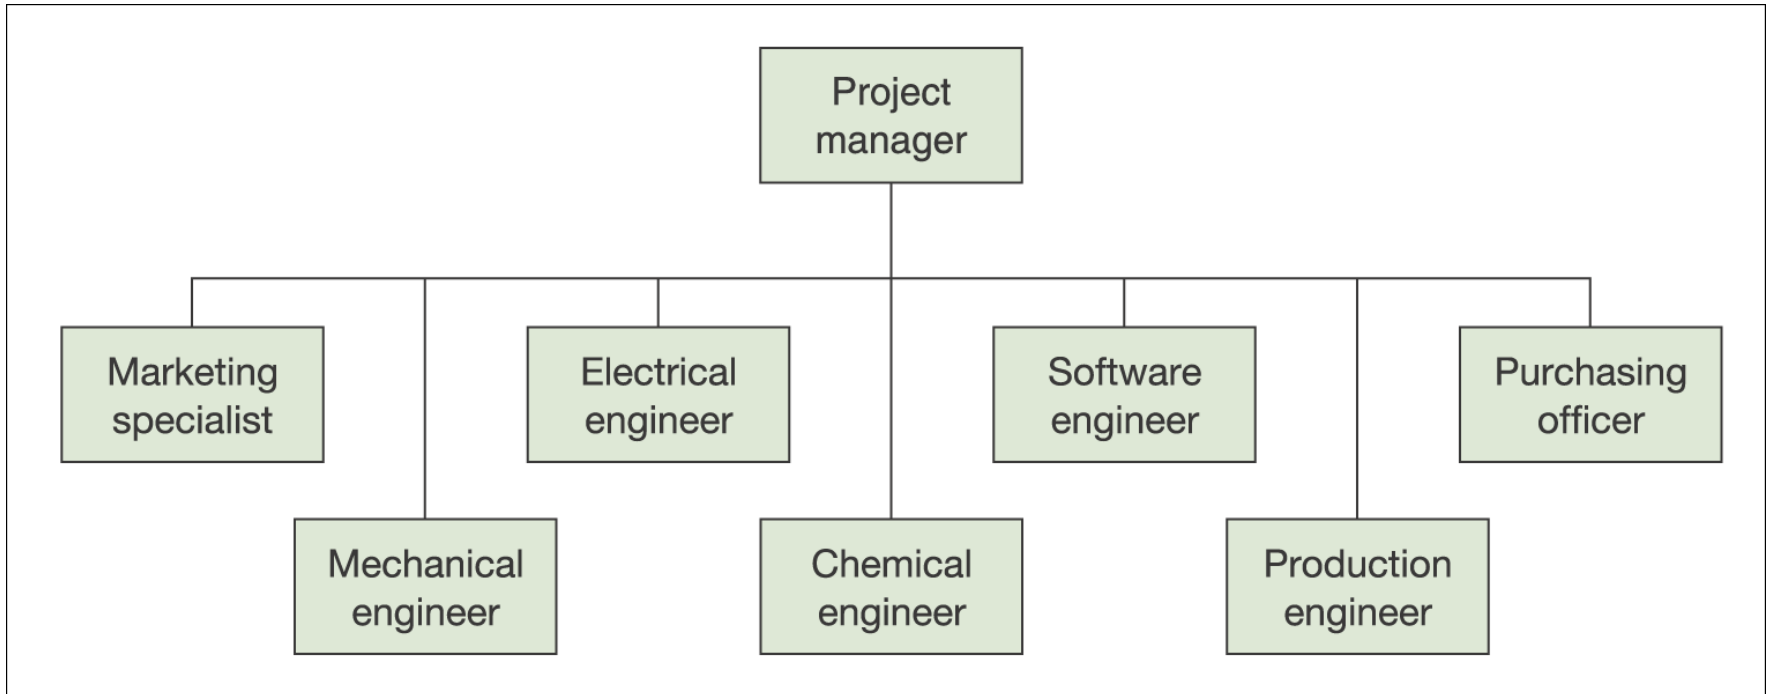 Project
manager
Marketing
specialist
Electrical
engineer
Software
engineer
Purchasing
officer
Mechanical
engineer
Chemical
engineer
Production
engineer